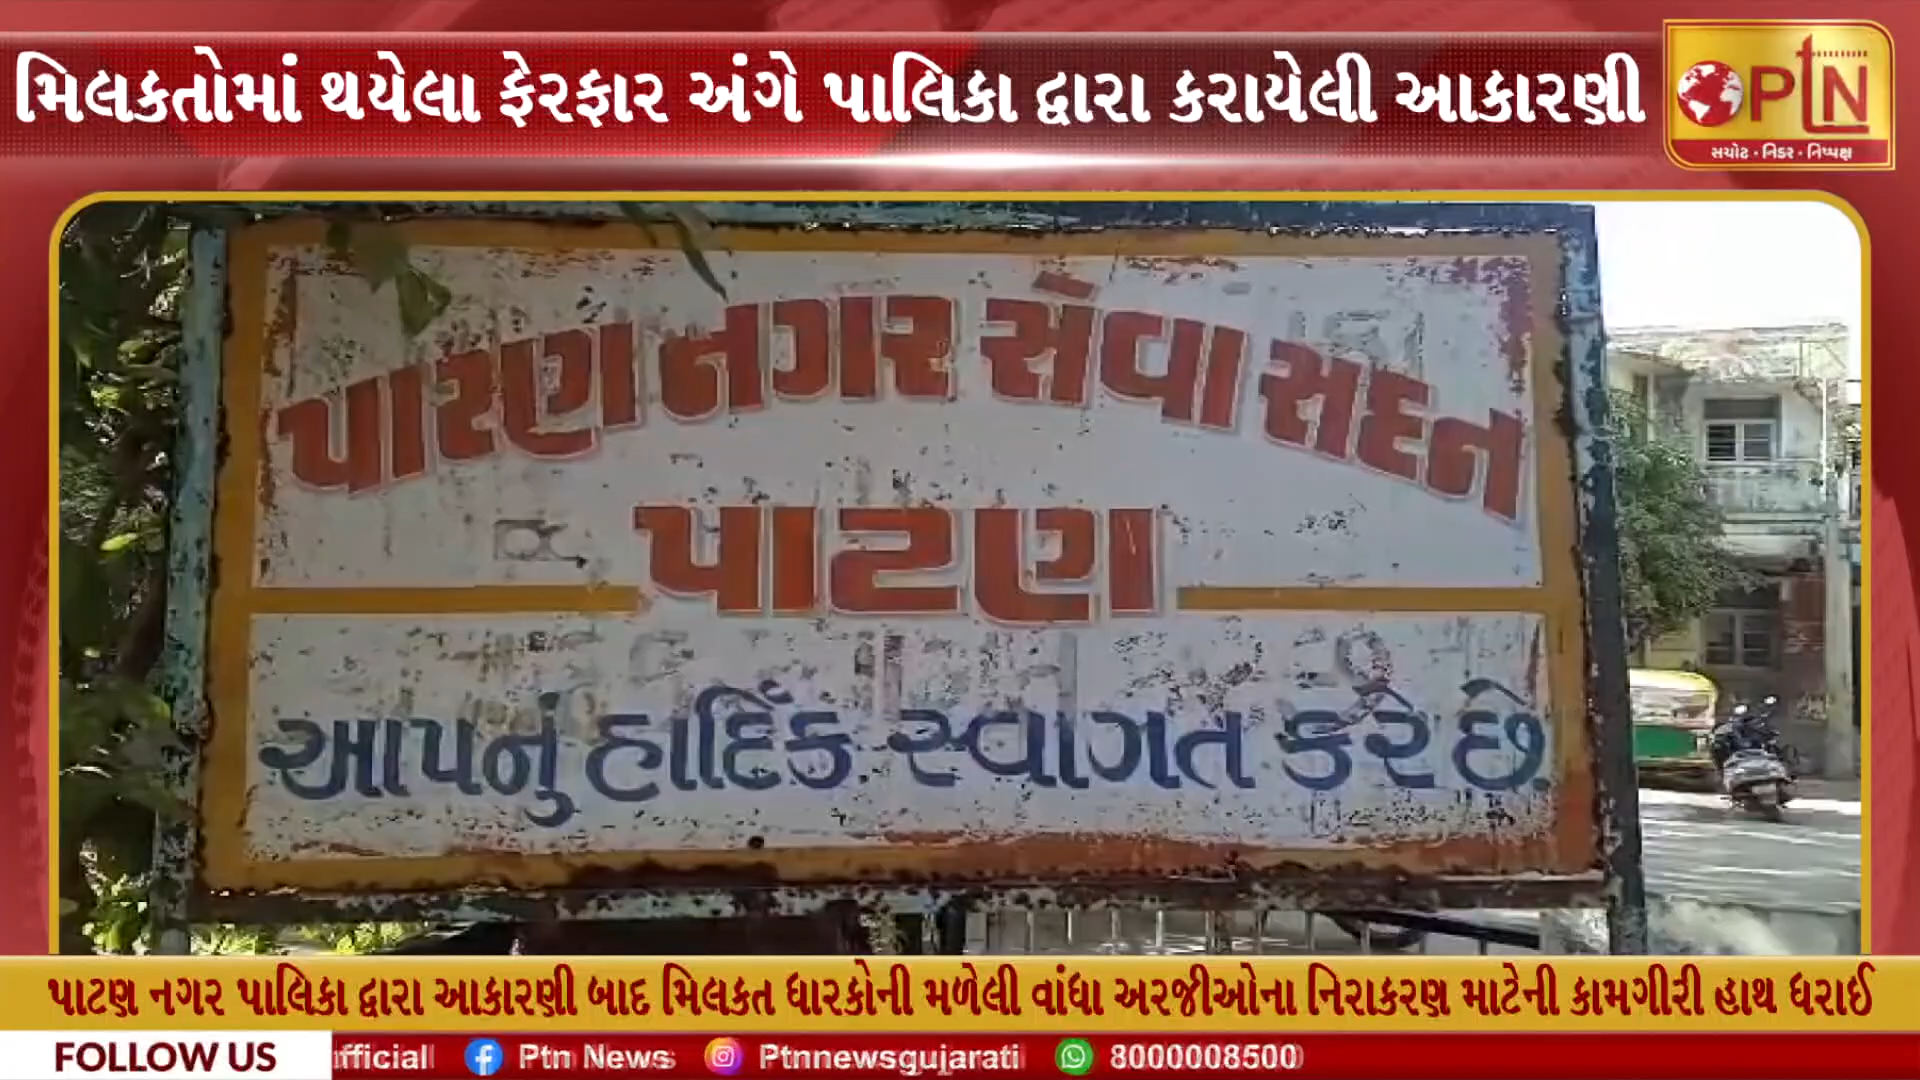 મિલકતોમાં થયેલા ફેરફાર અંગે પાલિકા દ્વારા કરાયેલી આકારણી
PTN
સચોટ · નિડર · નિષ્પક્ષ
પાટણ નગર સેવા સદન
પાટણ
આપનું હાર્દિક સ્વાગત કરે છે.
પાટણ નગર પાલિકા દ્વારા આકારણી બાદ મિલકત ધારકોની મળેલી વાંધા અરજીઓના નિરાકરણ માટેની કામગીરી હાથ ધરાઈ
FOLLOW US fficial Ptn News Ptnnewsgujarati 8000008500